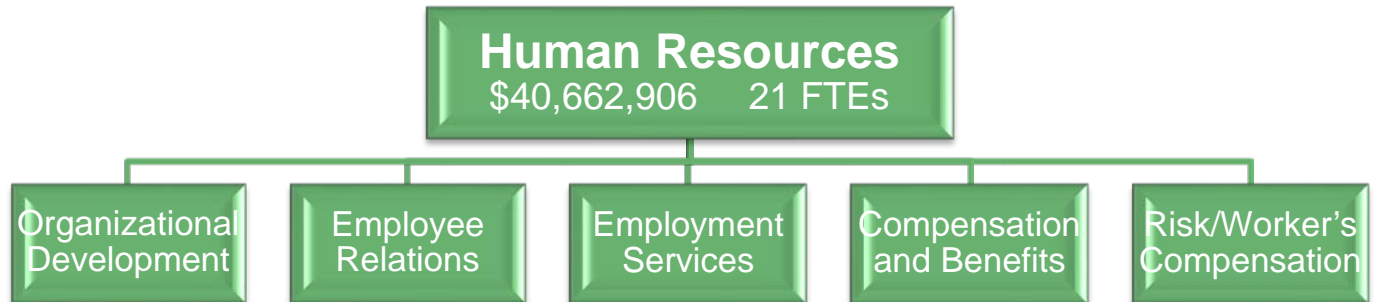 Human Resources
$40,662,906 21 FTEs
Organizational
Development
Employee
Relations
Employment
Services
Compensation
and Benefits
Risk/Worker's
Compensation